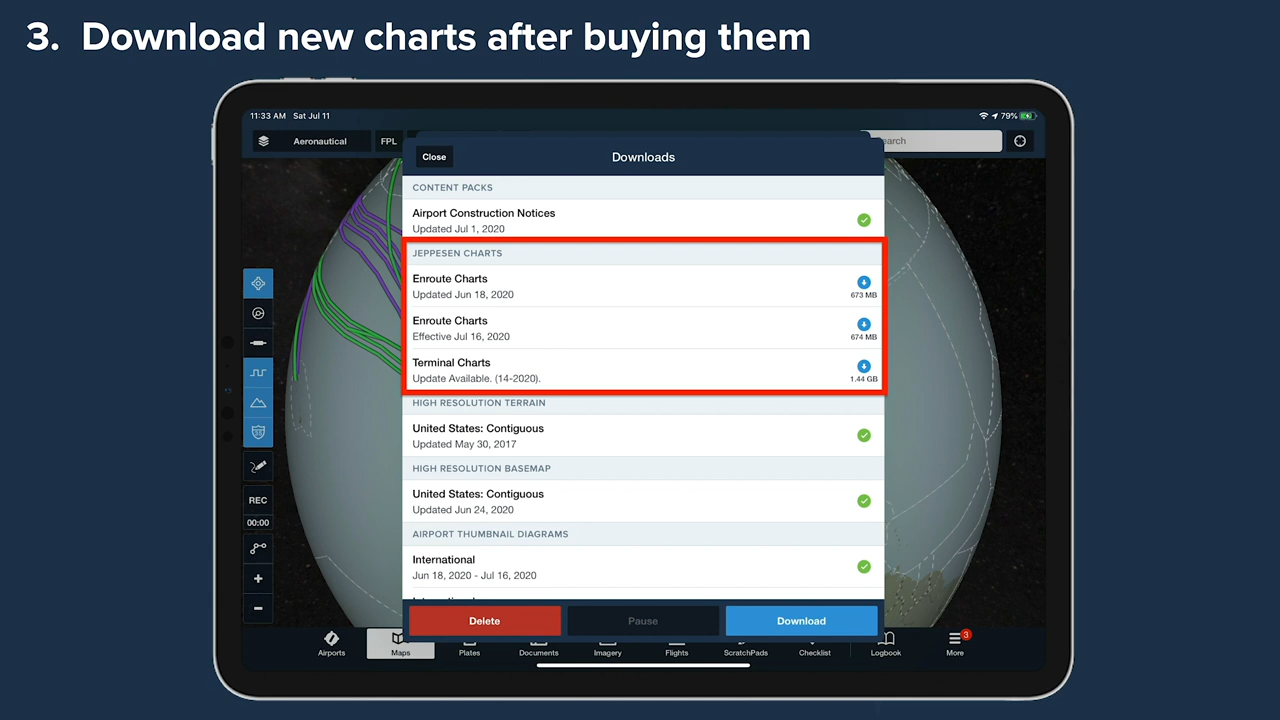 3. Download new charts after buying them
11:33 AM Sat Jul 11
79%
Aeronautical
FPL
Close
Downloads
CONTENT PACKS
Airport Construction Notices
Updated Jul 1, 2020
JEPPESEN CHARTS
Enroute Charts
Updated Jun 18, 2020
673 MB
Enroute Charts
Effective Jul 16, 2020
674 MB
Terminal Charts
Update Available. (14-2020).
1.44 GB
HIGH RESOLUTION TERRAIN
United States: Contiguous
Updated May 30, 2017
HIGH RESOLUTION BASEMAP
United States: Contiguous
Updated Jun 24, 2020
AIRPORT THUMBNAIL DIAGRAMS
International
Jun 18, 2020 - Jul 16, 2020
REC
00:00
Delete
Pause
Download
Airports
Maps
Plates
Documents
Imagery
Flights
ScratchPads
Checklist
Logbook
More
3